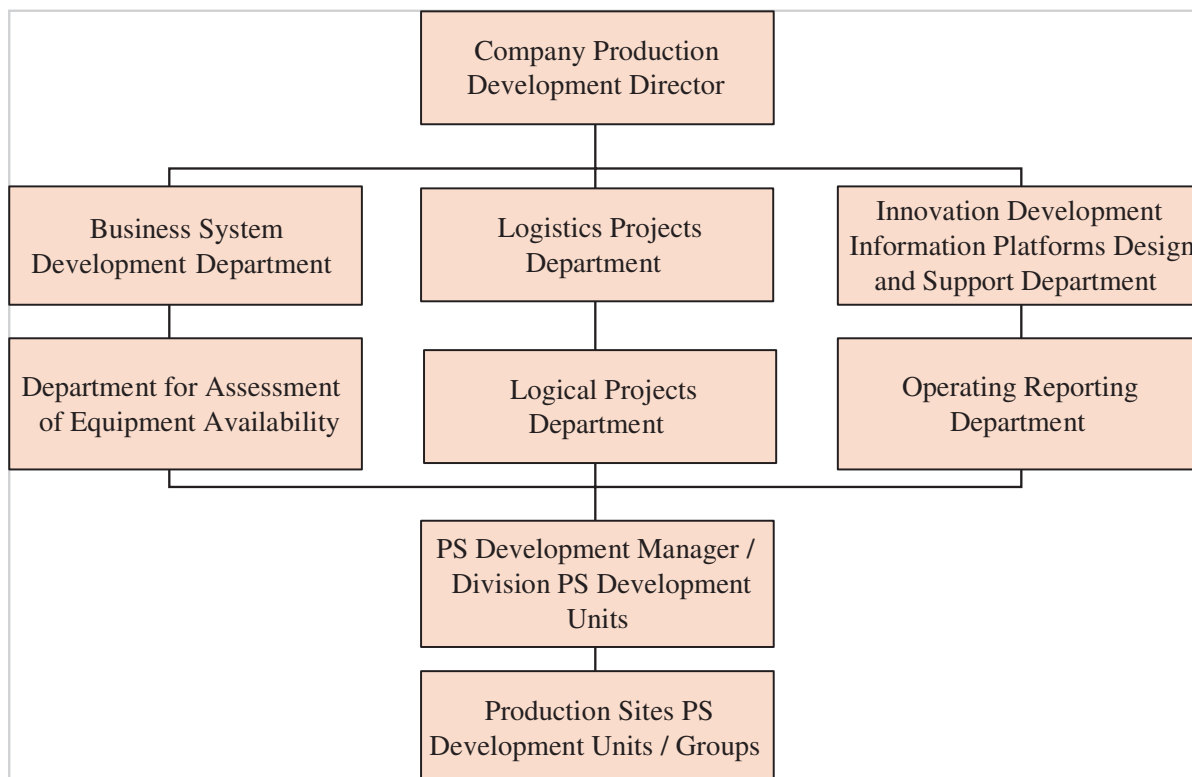 Company Production
Development Director
Business System
Development Department
Logistics Projects
Department
Innovation Development
Information Platforms Design
and Support Department
Department for Assessment
of Equipment Availability
Logical Projects
Department
Operating Reporting
Department
PS Development Manager /
Division PS Development
Units
Production Sites PS
Development Units / Groups